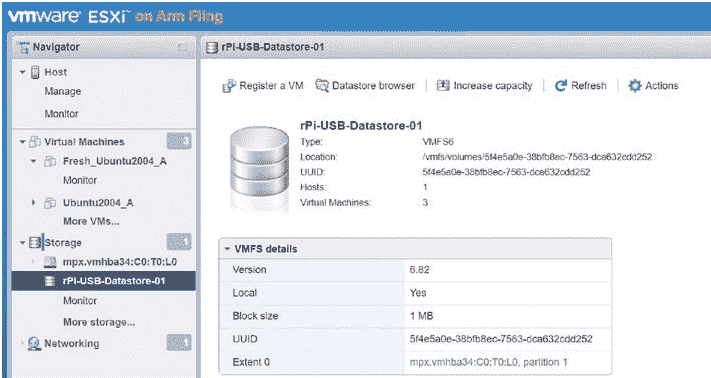 vmware ESXi™ on Arm Fling
Navigator
Host
Manage
Monitor
Virtual Machines 3
Fresh_Ubuntu2004_A
Monitor
Ubuntu2004_A
More VMs...
Storage 1
mpx.vmhba34:C0:T0:L0
rPi-USB-Datastore-01
Monitor
More storage...
Networking 1
rPi-USB-Datastore-01
Register a VM Datastore browser Increase capacity Refresh Actions
rPi-USB-Datastore-01
Type: VMFS6
Location: /vmfs/volumes/5f4e5a0e-38bfb8ec-7563-dca632cdd252
UUID: 5f4e5a0e-38bfb8ec-7563-dca632cdd252
Hosts: 1
Virtual Machines: 3
VMFS details
Version 6.82
Local Yes
Block size 1 MB
UUID 5f4e5a0e-38bfb8ec-7563-dca632cdd252
Extent 0 mpx.vmhba34:C0:T0:L0, partition 1